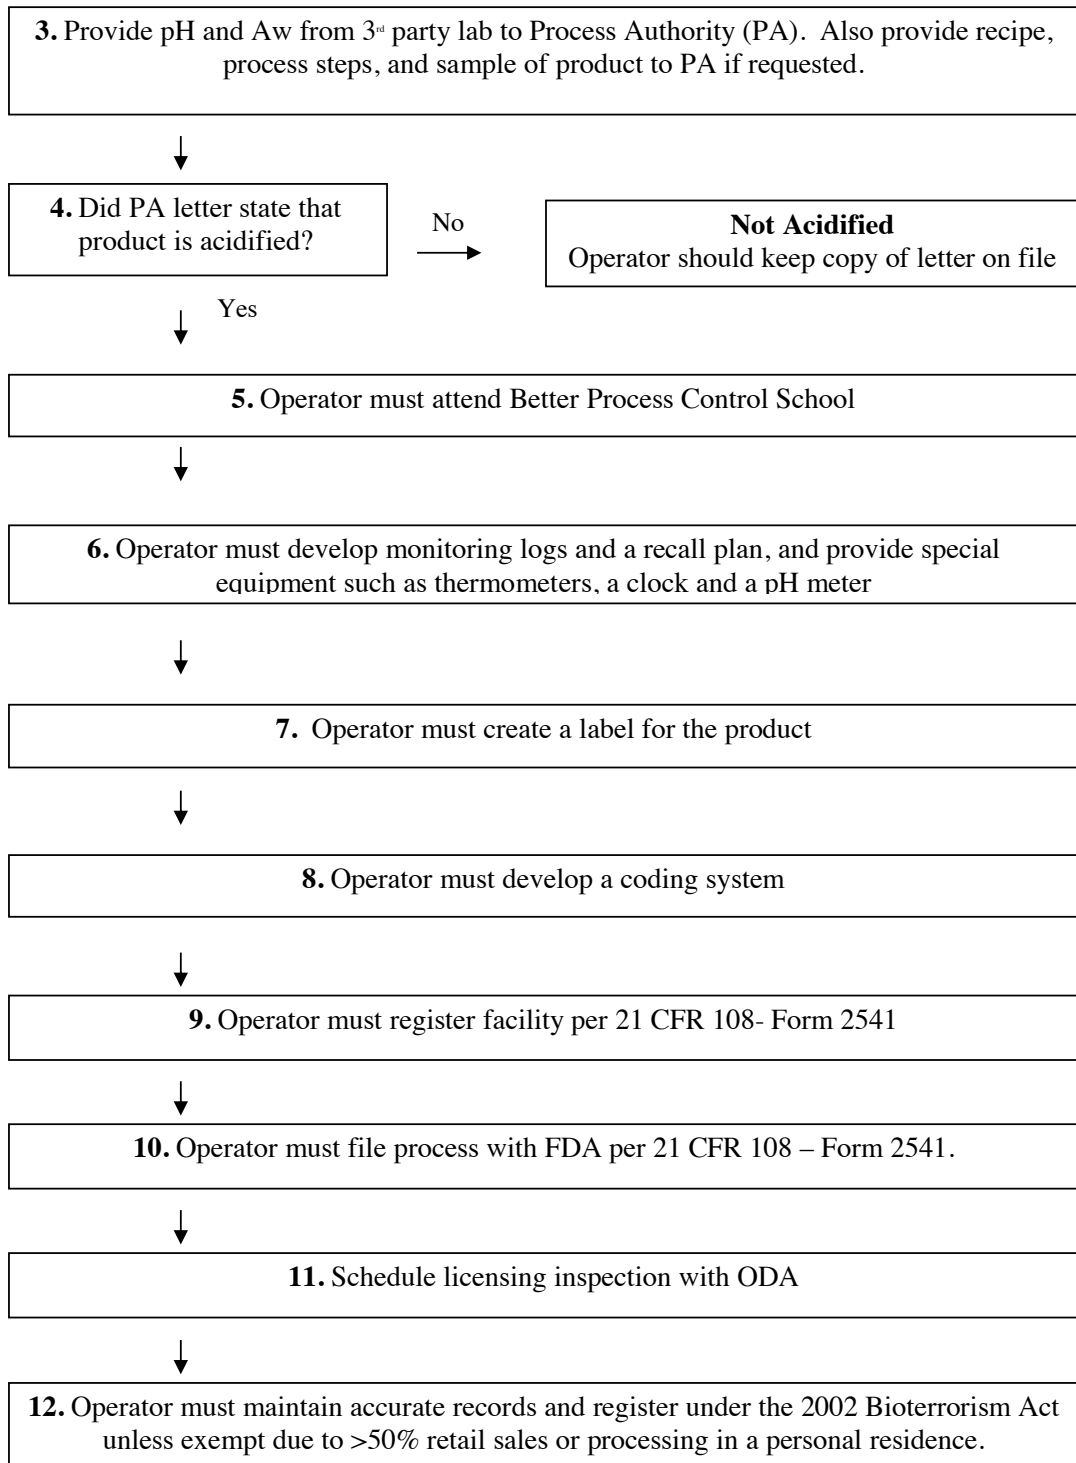 3. Provide pH and Aw from 3rd party lab to Process Authority (PA).  Also provide recipe,
process steps, and sample of product to PA if requested.
4. Did PA letter state that
product is acidified?
No
Not Acidified
Operator should keep copy of letter on file
Yes
5. Operator must attend Better Process Control School
6. Operator must develop monitoring logs and a recall plan, and provide special
equipment such as thermometers, a clock and a pH meter
7.  Operator must create a label for the product
8. Operator must develop a coding system
9. Operator must register facility per 21 CFR 108- Form 2541
10. Operator must file process with FDA per 21 CFR 108 – Form 2541.
11. Schedule licensing inspection with ODA
12. Operator must maintain accurate records and register under the 2002 Bioterrorism Act
unless exempt due to >50% retail sales or processing in a personal residence.